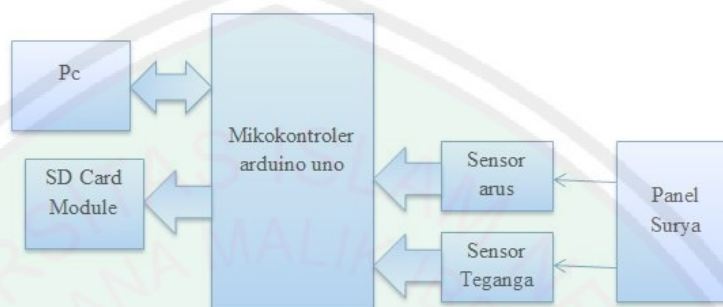 Pc
Mikokontroler
arduino uno
SD Card
Module
Sensor
arus
Sensor
Teganga
Panel
Surya